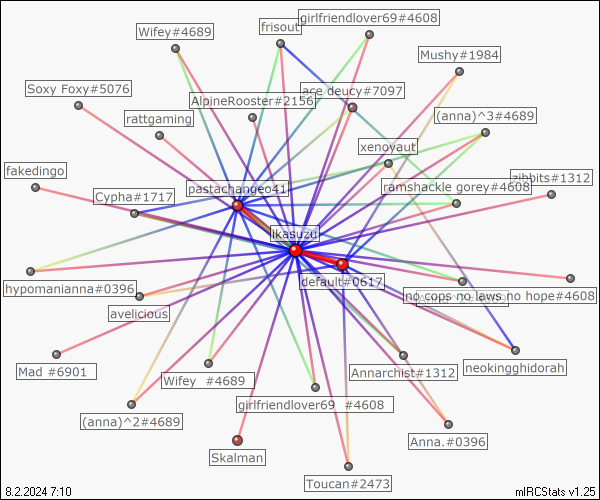 girlfriendlover69#4608
Wifey#4689
frisout
Mushy#1984
Soxy Foxy#5076
ace deucy#7097
AlpineRooster#2156
rattgaming
(anna)^3#4689
xenovaut
fakedingo
zibbits#1312
pastachangeo41
ramshackle gorey#4608
Cypha#1717
ikasuzu
default#0617
hypomanianna#0396
no cops no laws no hope#4608
avelicious
Mad #6901
Wifey #4689
Annarchist#1312
neokingghidorah
girlfriendlover69 #4608
(anna)^2#4689
Anna.#0396
Skalman
Toucan#2473
8.2.2024 7:10
mIRCStats v1.25